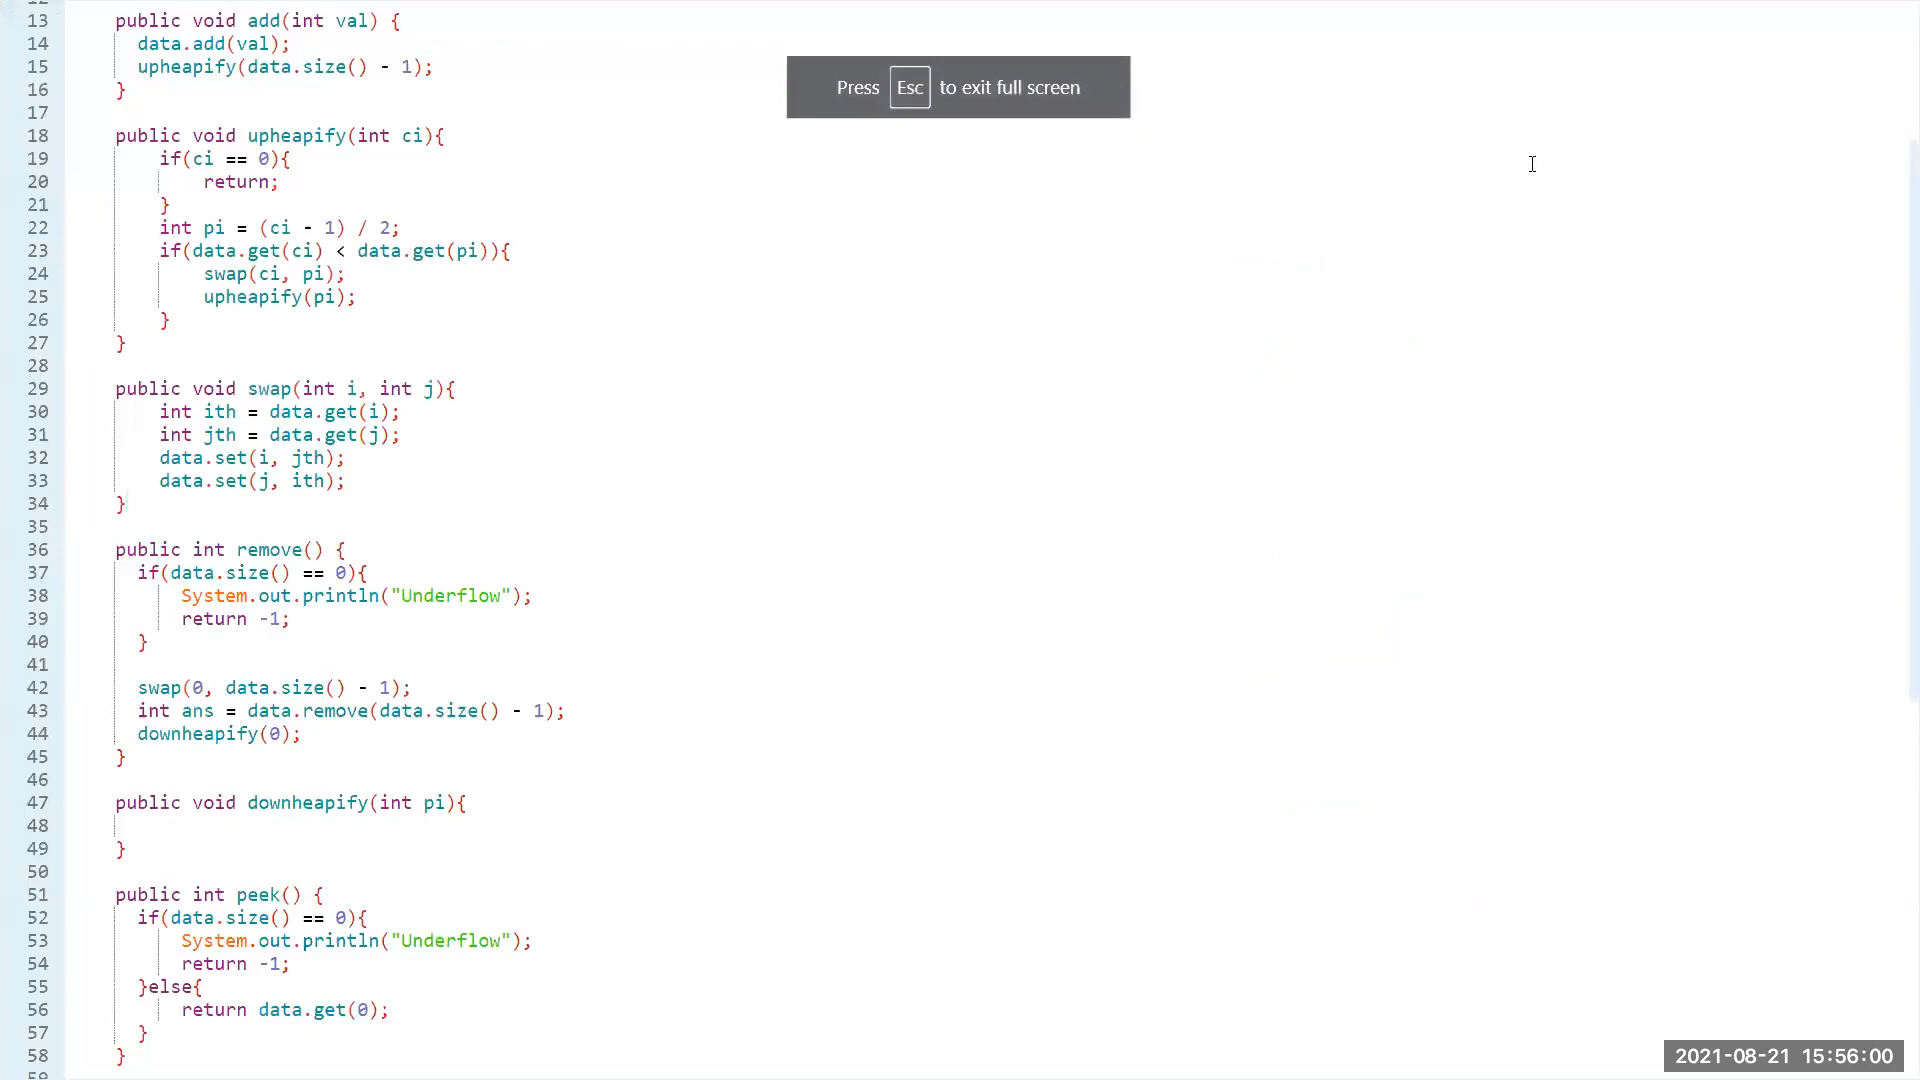 13 public void add(int val) {
14 data.add(val);
15 upheapify(data.size() - 1);
16 }
17
18 public void upheapify(int ci){
19 if(ci == 0){
20 return;
21 }
22 int pi = (ci - 1) / 2;
23 if(data.get(ci) < data.get(pi)){
24 swap(ci, pi);
25 upheapify(pi);
26 }
27 }
28
29 public void swap(int i, int j){
30 int ith = data.get(i);
31 int jth = data.get(j);
32 data.set(i, jth);
33 data.set(j, ith);
34 }
35
36 public int remove() {
37 if(data.size() == 0){
38 System.out.println("Underflow");
39 return -1;
40 }
41
42 swap(0, data.size() - 1);
43 int ans = data.remove(data.size() - 1);
44 downheapify(0);
45 }
46
47 public void downheapify(int pi){
48
49 }
50
51 public int peek() {
52 if(data.size() == 0){
53 System.out.println("Underflow");
54 return -1;
55 }else{
56 return data.get(0);
57 }
58 }
Press Esc to exit full screen
2021-08-21 15:56:00